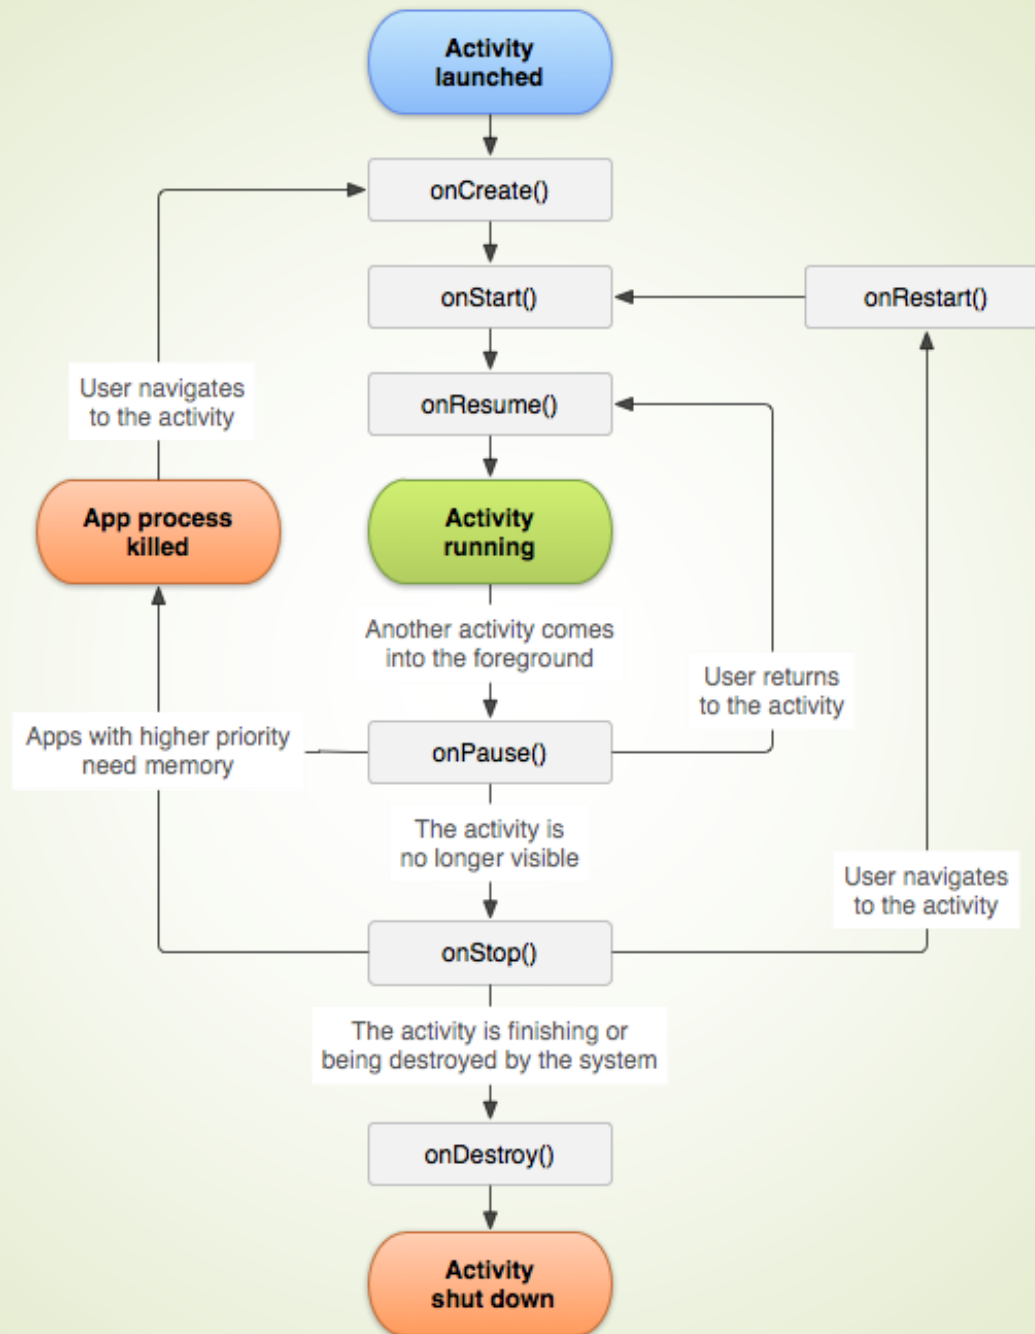 Activity
launched
onCreate()
onStart()
onRestart()
User navigates
to the activity
onResume()
App process
killed
Activity
running
Another activity comes
into the foreground
User returns
to the activity
Apps with higher priority
need memory
onPause()
The activity is
no longer visible
User navigates
to the activity
onStop()
The activity is finishing or
being destroyed by the system
onDestroy()
Activity
shut down